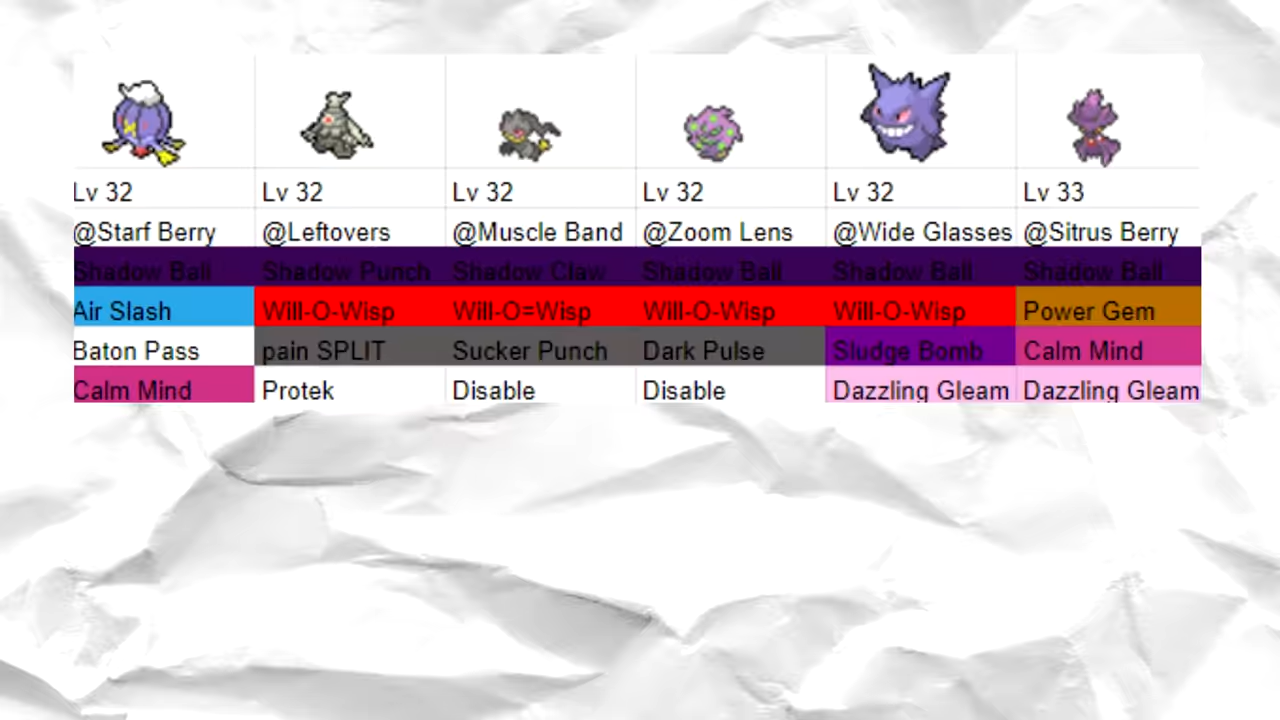 Lv 32 Lv 32 Lv 32 Lv 32 Lv 32 Lv 33
@Starf Berry @Leftovers @Muscle Band @Zoom Lens @Wide Glasses @Sitrus Berry
Shadow Ball Shadow Punch Shadow Claw Shadow Ball Shadow Ball Shadow Ball
Air Slash Will-O-Wisp Will-O=Wisp Will-O-Wisp Will-O-Wisp Power Gem
Baton Pass pain SPLIT Sucker Punch Dark Pulse Sludge Bomb Calm Mind
Calm Mind Protek Disable Disable Dazzling Gleam Dazzling Gleam